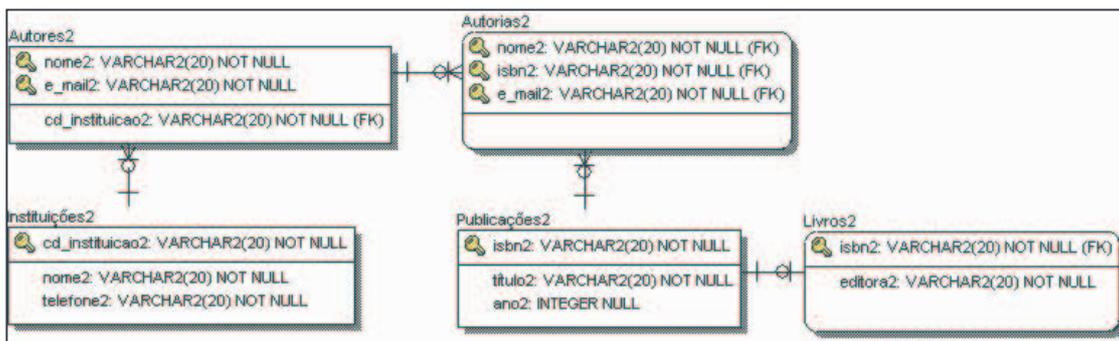 Autores2
nome2: VARCHAR2(20) NOT NULL
e_mail2: VARCHAR2(20) NOT NULL
cd_instituicao2: VARCHAR2(20) NOT NULL (FK)
Autorias2
nome2: VARCHAR2(20) NOT NULL (FK)
isbn2: VARCHAR2(20) NOT NULL (FK)
e_mail2: VARCHAR2(20) NOT NULL (FK)
Instituições2
cd_instituicao2: VARCHAR2(20) NOT NULL
nome2: VARCHAR2(20) NOT NULL
telefone2: VARCHAR2(20) NOT NULL
Publicações2
isbn2: VARCHAR2(20) NOT NULL
título2: VARCHAR2(20) NOT NULL
ano2: INTEGER NULL
Livros2
isbn2: VARCHAR2(20) NOT NULL (FK)
editora2: VARCHAR2(20) NOT NULL